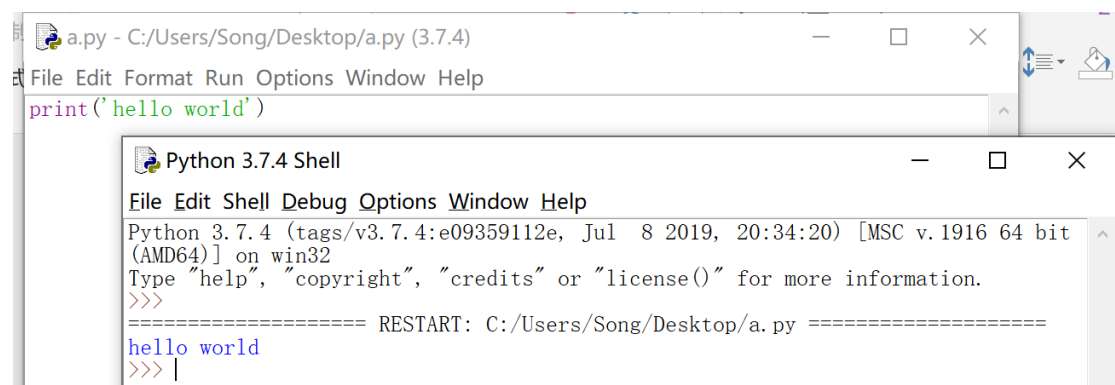 a.py - C:/Users/Song/Desktop/a.py (3.7.4)
File Edit Format Run Options Window Help
print('hello world')
Python 3.7.4 Shell
File Edit Shell Debug Options Window Help
Python 3.7.4 (tags/v3.7.4:e09359112e, Jul  8 2019, 20:34:20) [MSC v.1916 64 bit
(AMD64)] on win32
Type "help", "copyright", "credits" or "license()" for more information.
>>>
==================== RESTART: C:/Users/Song/Desktop/a.py ====================
hello world
>>>